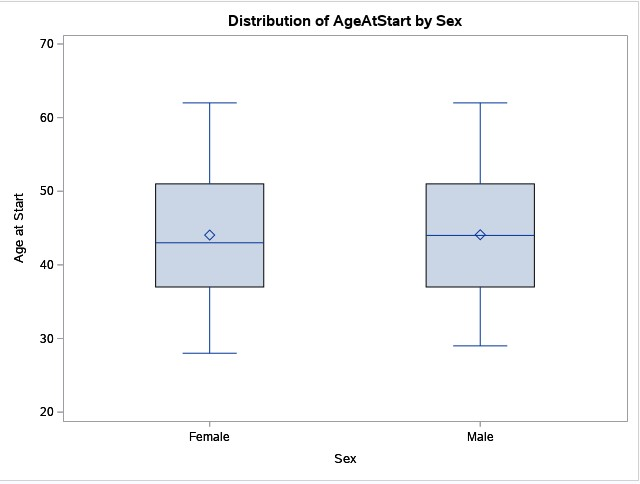 Distribution of AgeAtStart by Sex
70
60
50
40
30
20
Age at Start
Female
Male
Sex